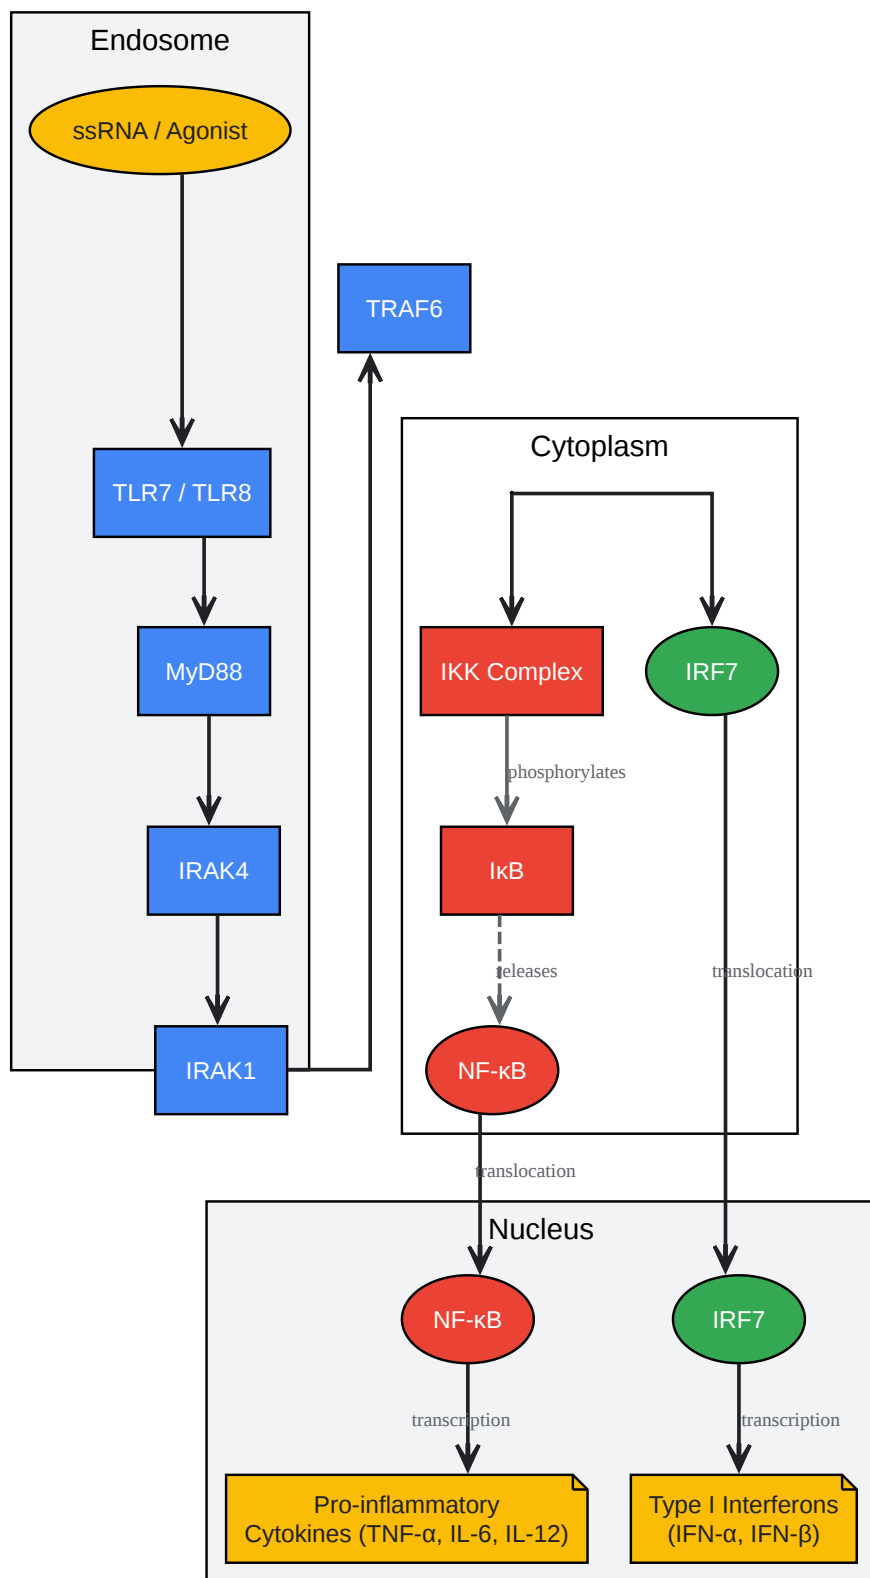 Endosome
ssRNA / Agonist
TRAF6
Cytoplasm
TLR7 / TLR8
MyD88
IKK Complex
IRF7
phosphorylates
IRAK4
IκB
releases
translocation
IRAK1
NF-κB
translocation
Nucleus
NF-κB
IRF7
transcription
transcription
Pro-inflammatory
Cytokines (TNF-α, IL-6, IL-12)
Type I Interferons
(IFN-α, IFN-β)